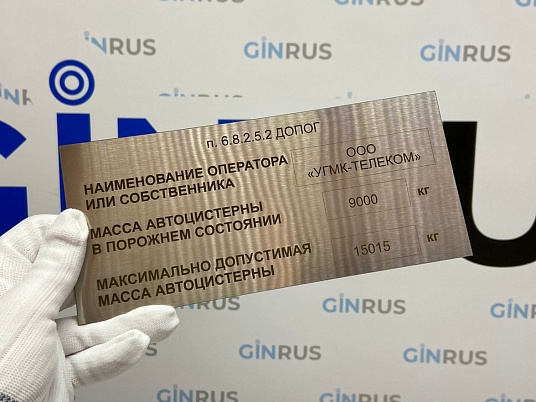 GINRUS
GINRUS
GINRUS
GINRUS
п. 6.8.2.5.2 ДОПОГ
НАИМЕНОВАНИЕ ОПЕРАТОРА
ИЛИ СОБСТВЕННИКА
ООО
«УГМК-ТЕЛЕКОМ»
МАССА АВТОЦИСТЕРНЫ
В ПОРОЖНЕМ СОСТОЯНИИ
9000 КГ
МАКСИМАЛЬНО ДОПУСТИМАЯ
МАССА АВТОЦИСТЕРНЫ
15015 КГ
GINRUS
GINRUS
GINRUS
GINRUS
GINRUS